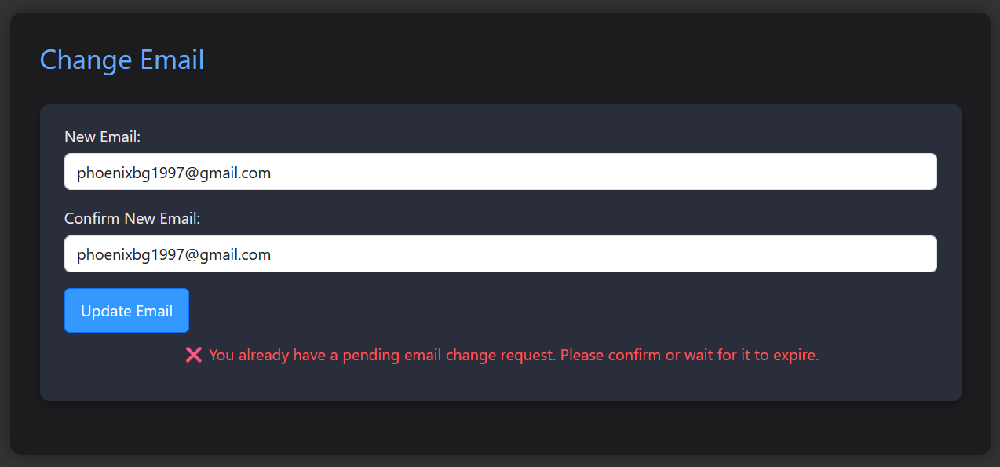 Change Email
New Email:
phoenixbg1997@gmail.com
Confirm New Email:
phoenixbg1997@gmail.com
Update Email
❌ You already have a pending email change request. Please confirm or wait for it to expire.